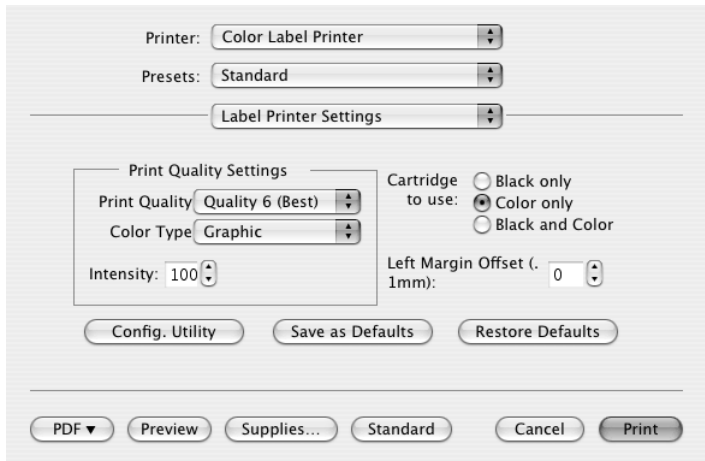 Printer: Color Label Printer
Presets: Standard
Label Printer Settings
Print Quality Settings
Print Quality Quality 6 (Best)
Color Type Graphic
Intensity: 100
Cartridge to use:
Black only
Color only
Black and Color
Left Margin Offset (.
1mm): 0
Config. Utility Save as Defaults Restore Defaults
PDF▼ Preview Supplies... Standard Cancel Print